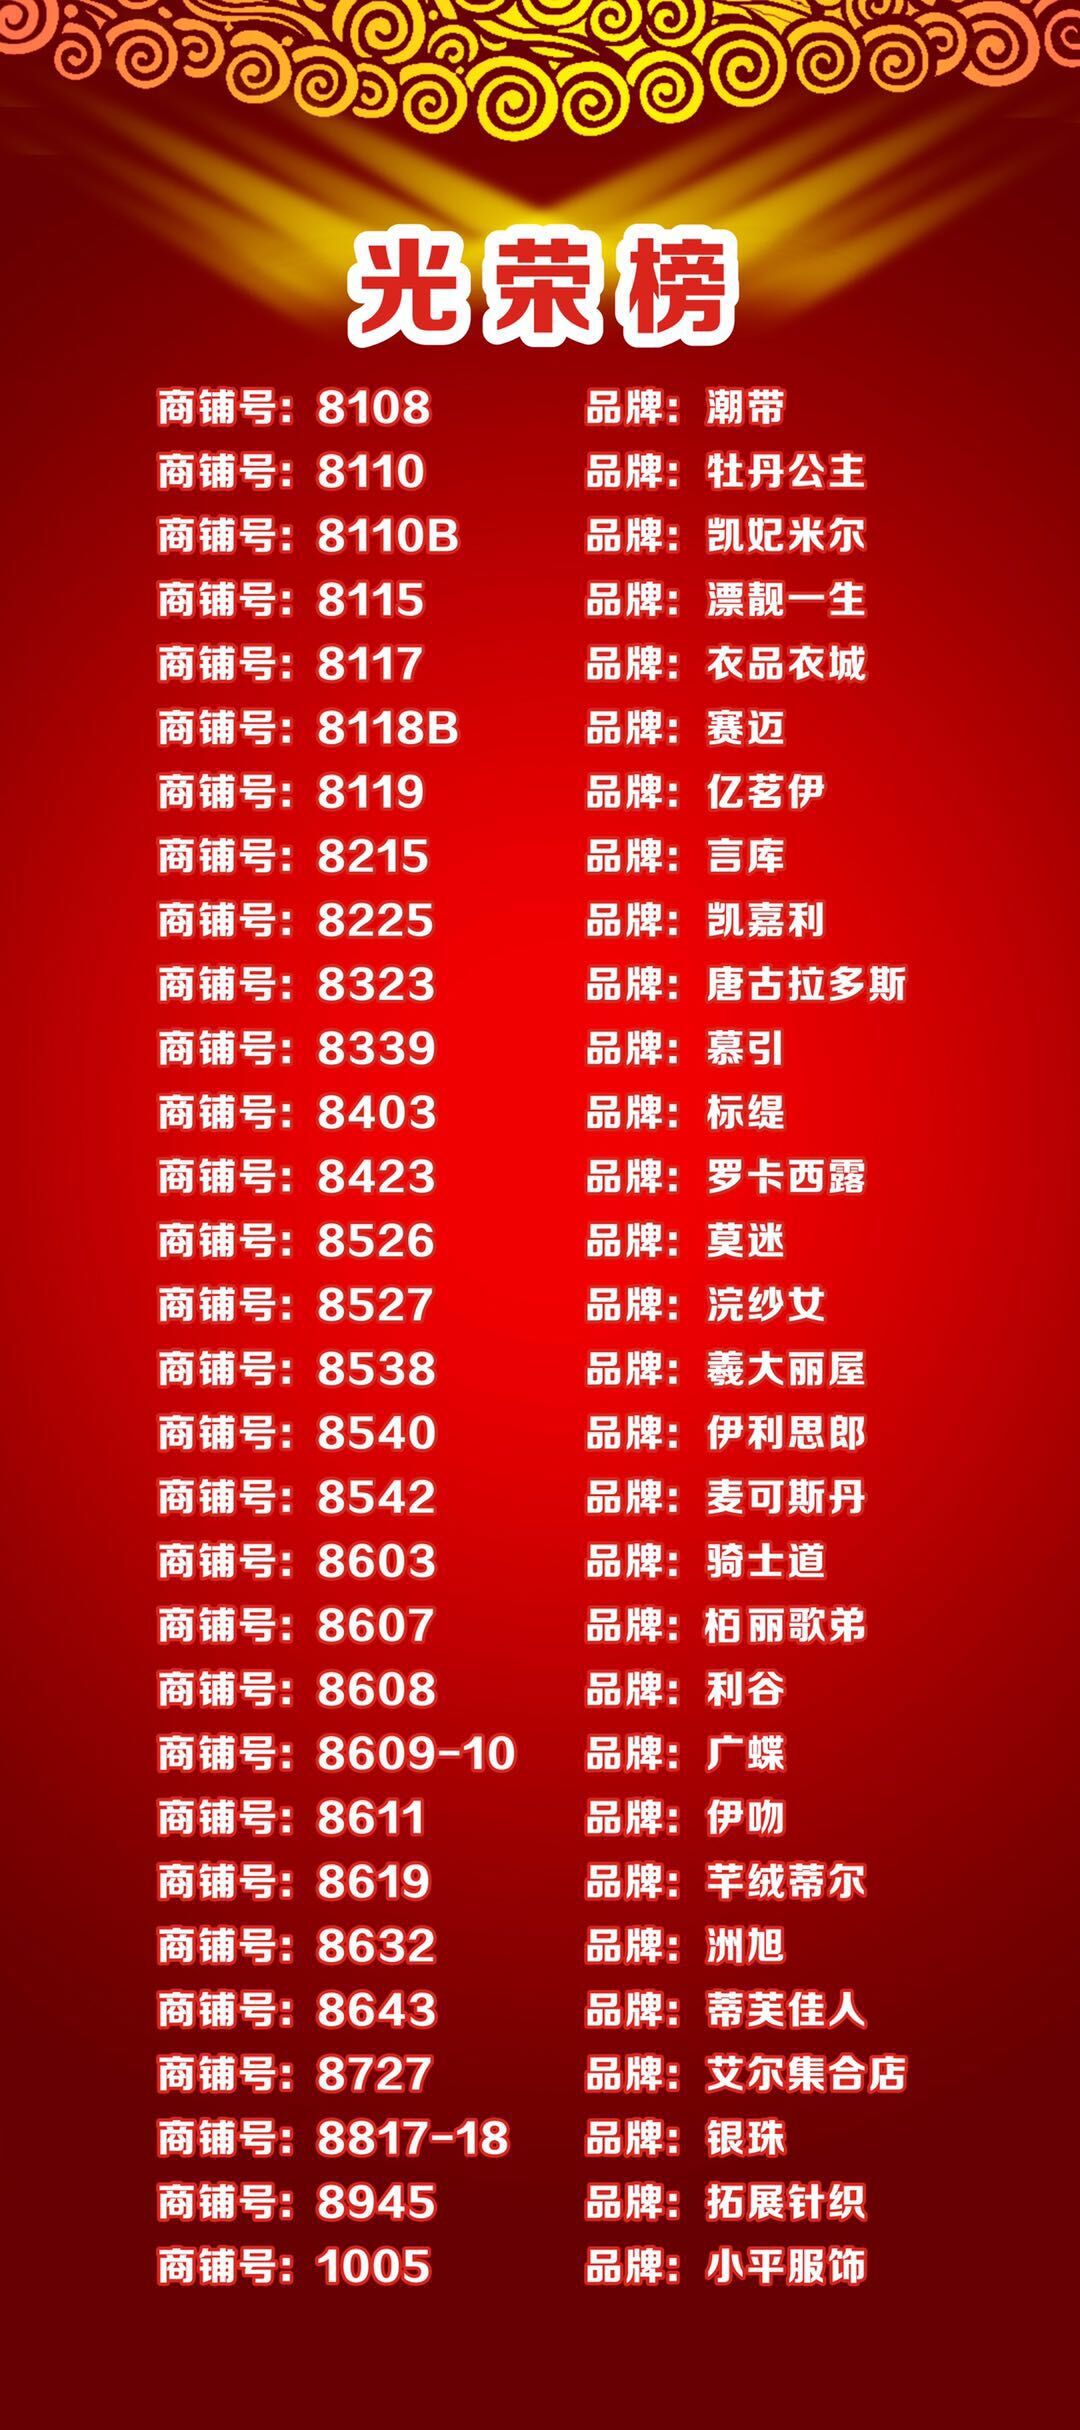 光荣榜
商铺号：8108 品牌：潮带
商铺号：8110 品牌：牡丹公主
商铺号：8110B 品牌：凯妃米尔
商铺号：8115 品牌：漂靓一生
商铺号：8117 品牌：衣品衣城
商铺号：8118B 品牌：赛迈
商铺号：8119 品牌：亿茗伊
商铺号：8215 品牌：言库
商铺号：8225 品牌：凯嘉利
商铺号：8323 品牌：唐古拉多斯
商铺号：8339 品牌：慕引
商铺号：8403 品牌：标缇
商铺号：8423 品牌：罗卡西露
商铺号：8526 品牌：莫迷
商铺号：8527 品牌：浣纱女
商铺号：8538 品牌：羲大丽屋
商铺号：8540 品牌：伊利思郎
商铺号：8542 品牌：麦可斯丹
商铺号：8603 品牌：骑士道
商铺号：8607 品牌：栢丽歌弟
商铺号：8608 品牌：利谷
商铺号：8609-10 品牌：广蝶
商铺号：8611 品牌：伊吻
商铺号：8619 品牌：芊绒蒂尔
商铺号：8632 品牌：洲旭
商铺号：8643 品牌：蒂芙佳人
商铺号：8727 品牌：艾尔集合店
商铺号：8817-18 品牌：银珠
商铺号：8945 品牌：拓展针织
商铺号：1005 品牌：小平服饰